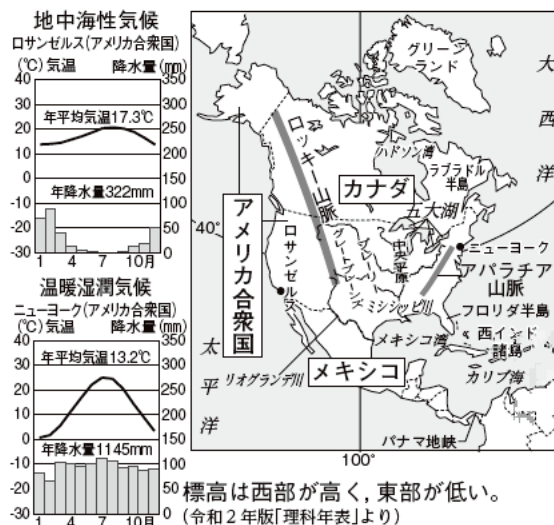 地中海性気候
ロサンゼルス(アメリカ合衆国)
(℃)気温 降水量(mm)
40 350
30 300
年平均気温17.3℃
20 250
10 200
0 150
年降水量322mm
-10 100
-20 50
-30 0
1 4 7 10月
温暖湿潤気候
ニューヨーク(アメリカ合衆国)
(℃)気温 降水量(mm)
40 350
年平均気温13.2℃
30 300
20 250
10 200
0 150
年降水量1145mm
-10 100
-20 50
-30 0
1 4 7 10月
グリーンランド
大西洋
ハドソン湾
ラブラドル半島
ロッキー山脈
カナダ
五大湖
40°
アメリカ合衆国
ロサンゼルス
グレートプレーンズ
プレーリー
中央平原
ニューヨーク
アパラチア山脈
ミシシッピ川
フロリダ半島
メキシコ湾
西インド諸島
太平洋
リオグランデ川
メキシコ
カリブ海
パナマ地峡
100°
標高は西部が高く,東部が低い。
(令和2年版「理科年表」より)